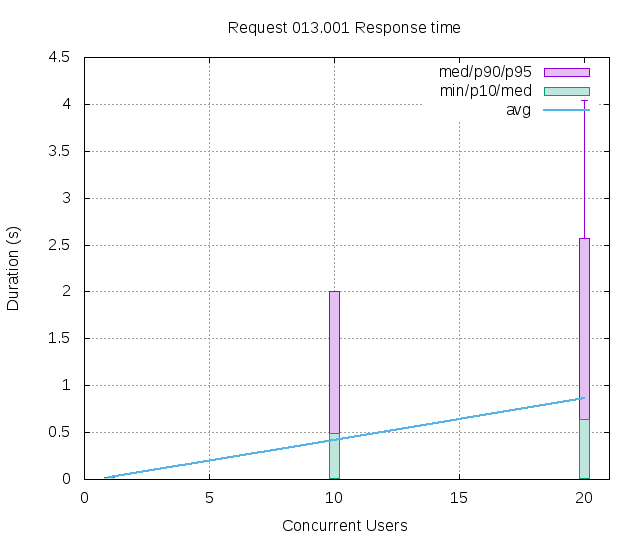 Request 013.001 Response time
med/p90/p95
min/p10/med
avg
4.5
4
3.5
3
2.5
2
1.5
1
0.5
0
Duration (s)
0 5 10 15 20
Concurrent Users